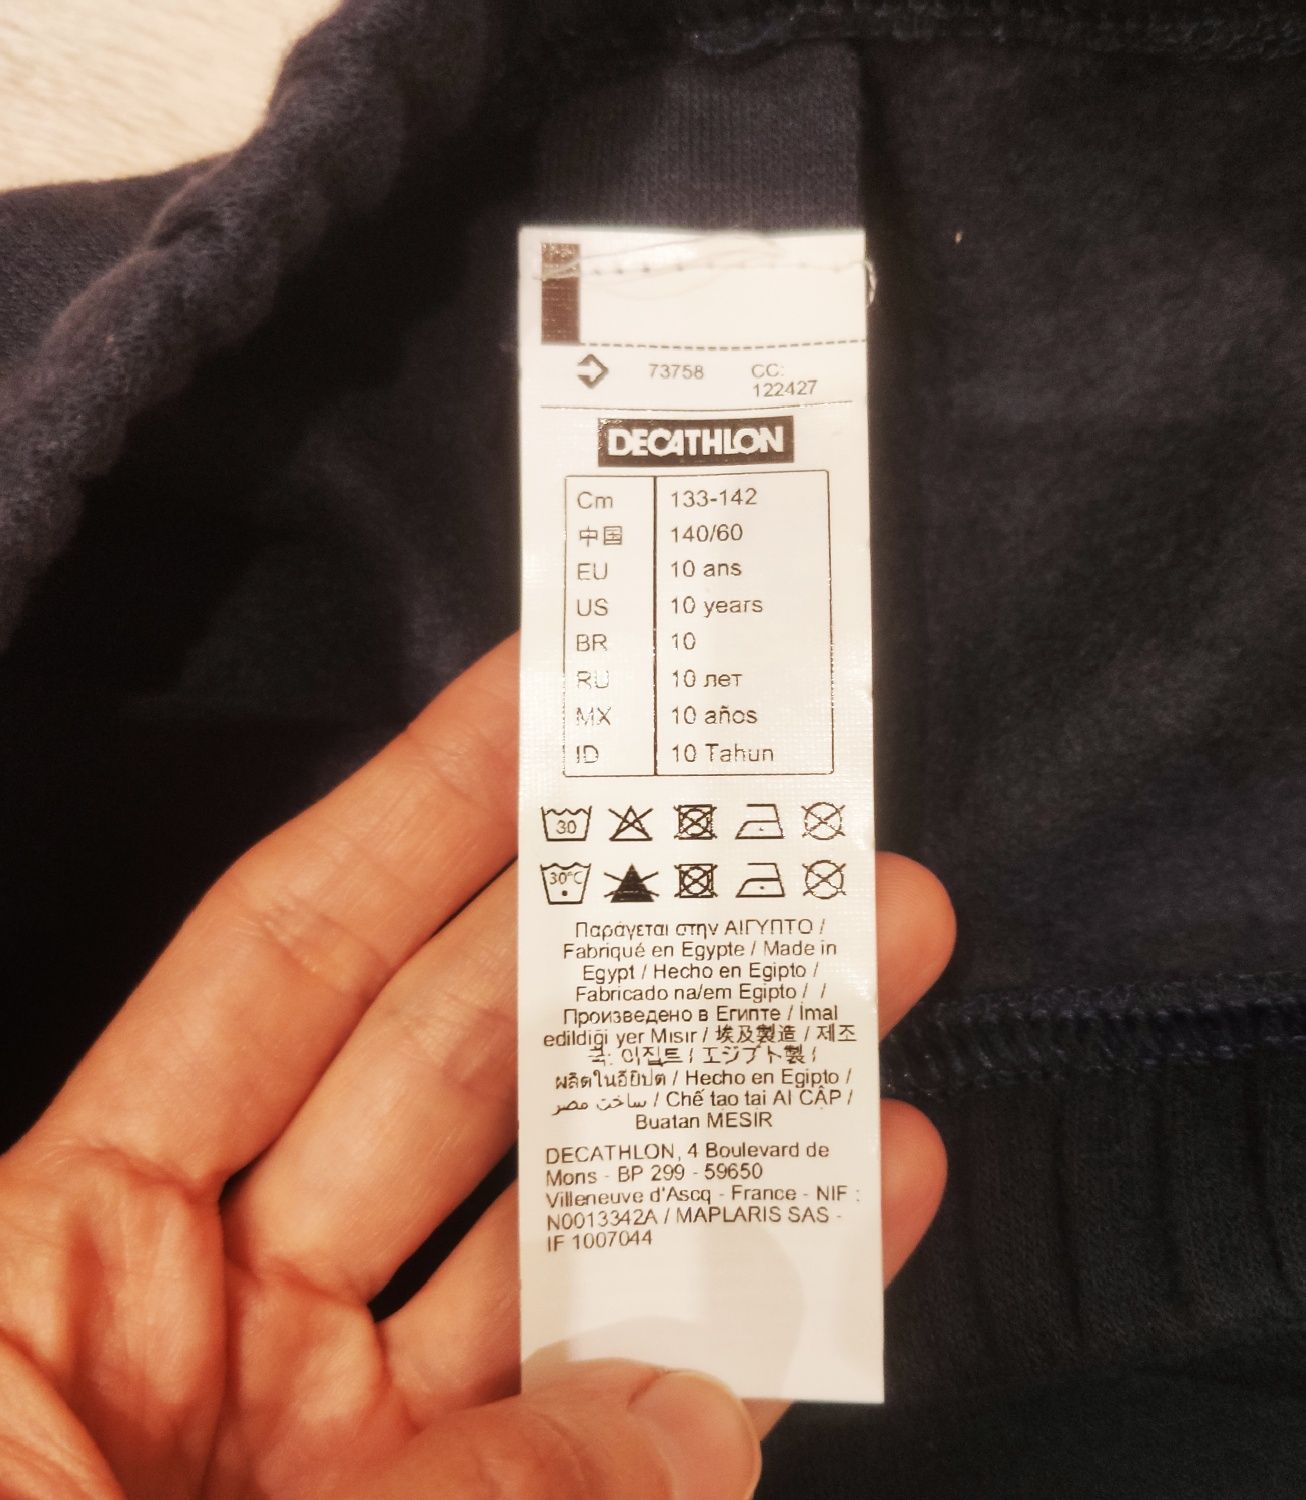 73758 CC:
122427
DECATHLON
Cm 133-142
中国 140/60
EU 10 ans
US 10 years
BR 10
RU 10 лет
MX 10 años
ID 10 Tahun
30
30°C
Παράγεται στην ΑΙΓΥΠΤΟ /
Fabriqué en Egypte / Made in
Egypt / Hecho en Egipto /
Fabricado na/em Egipto / /
Произведено в Египте / İmal
edildiği yer Mısır / 埃及製造 / 제조
국: 이집트 / エジプト製 /
ผลิตในอียิปต์ / Hecho en Egipto /
ساخت مصر / Chế tao tai AI CẬP /
Buatan MESIR
DECATHLON, 4 Boulevard de
Mons - BP 299 - 59650
Villeneuve d'Ascq - France - NIF :
N0013342A / MAPLARIS SAS -
IF 1007044